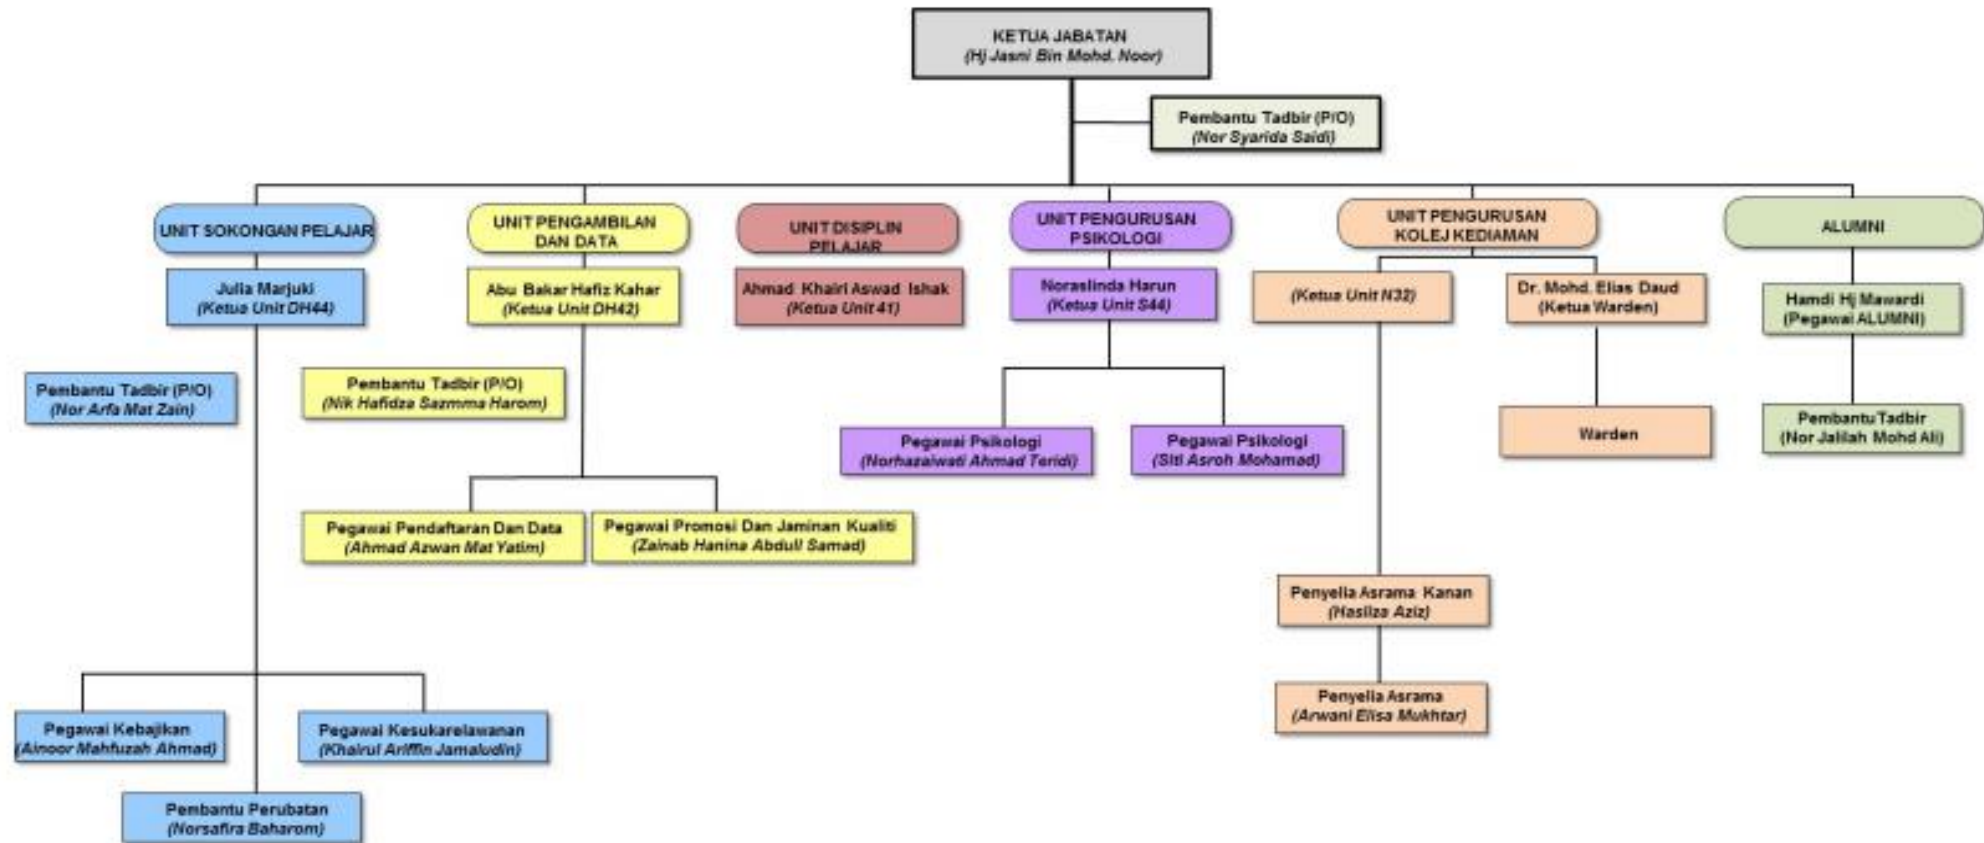 KETUA JABATAN
(Hj Jasni Bin Mohd. Noor)
Pembantu Tadbir (P/O)
(Nor Syarida Saidi)
UNIT SOKONGAN PELAJAR
Julia Marjuki
(Ketua Unit DH44)
Pembantu Tadbir (P/O)
(Nor Arfa Mat Zain)
Pegawai Kebajikan
(Ainoor Mahfuzah Ahmad)
Pegawai Kesukarelawanan
(Khairul Ariffin Jamaludin)
Pembantu Perubatan
(Norsafira Baharom)
UNIT PENGAMBILAN
DAN DATA
Abu Bakar Hafiz Kahar
(Ketua Unit DH42)
Pembantu Tadbir (P/O)
(Nik Hafidza Sazmma Harom)
Pegawai Pendaftaran Dan Data
(Ahmad Azwan Mat Yatim)
Pegawai Promosi Dan Jaminan Kualiti
(Zainab Hanina Abdull Samad)
UNIT DISIPLIN
PELAJAR
Ahmad Khairi Aswad Ishak
(Ketua Unit 41)
UNIT PENGURUSAN
PSIKOLOGI
Noraslinda Harun
(Ketua Unit S44)
Pegawai Psikologi
(Norhazaiwati Ahmad Teridi)
Pegawai Psikologi
(Siti Asroh Mohamad)
UNIT PENGURUSAN
KOLEJ KEDIAMAN
(Ketua Unit N32)
Penyelia Asrama Kanan
(Hasliza Aziz)
Penyelia Asrama
(Arwani Elisa Mukhtar)
Dr. Mohd. Elias Daud
(Ketua Warden)
Warden
ALUMNI
Hamdi Hj Mawardi
(Pegawai ALUMNI)
Pembantu Tadbir
(Nor Jalilah Mohd Ali)